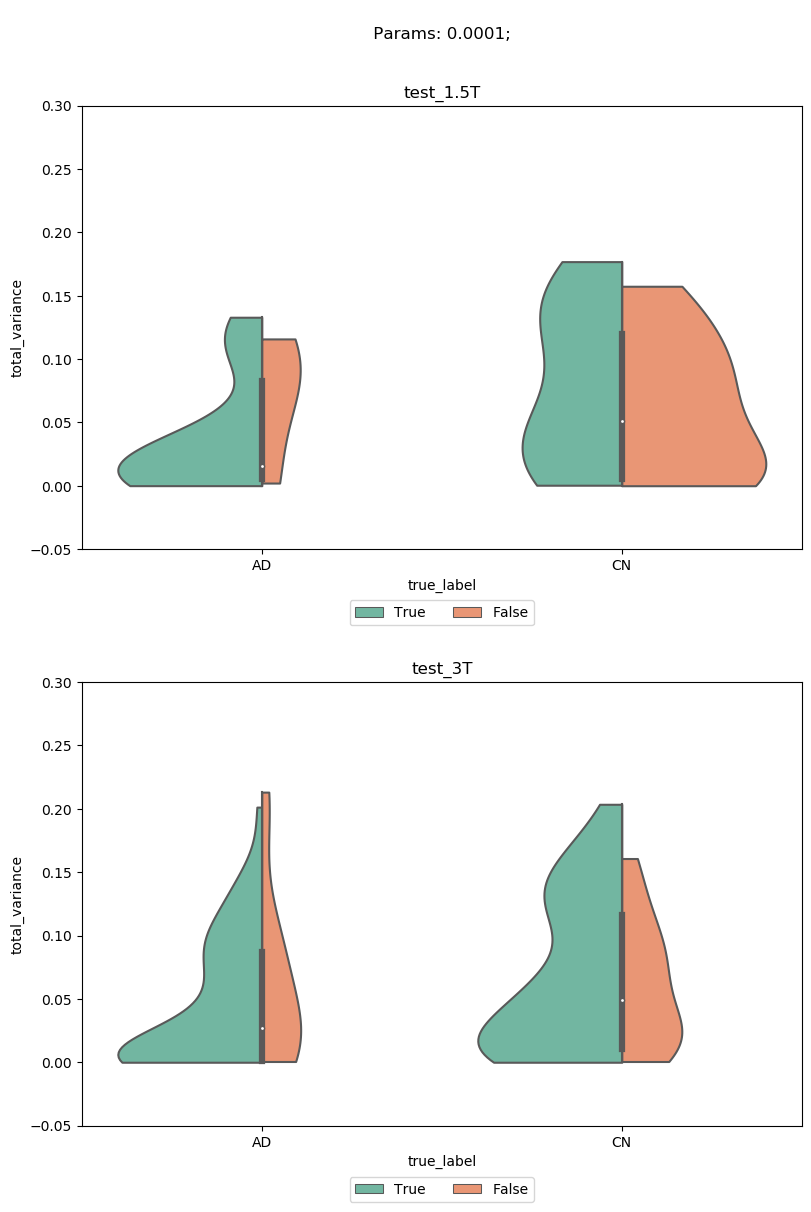 Params: 0.0001;
test_1.5T
0.30
0.25
0.20
0.15
0.10
0.05
0.00
−0.05
total_variance
AD CN
true_label
True False
test_3T
0.30
0.25
0.20
0.15
0.10
0.05
0.00
−0.05
total_variance
AD CN
true_label
True False